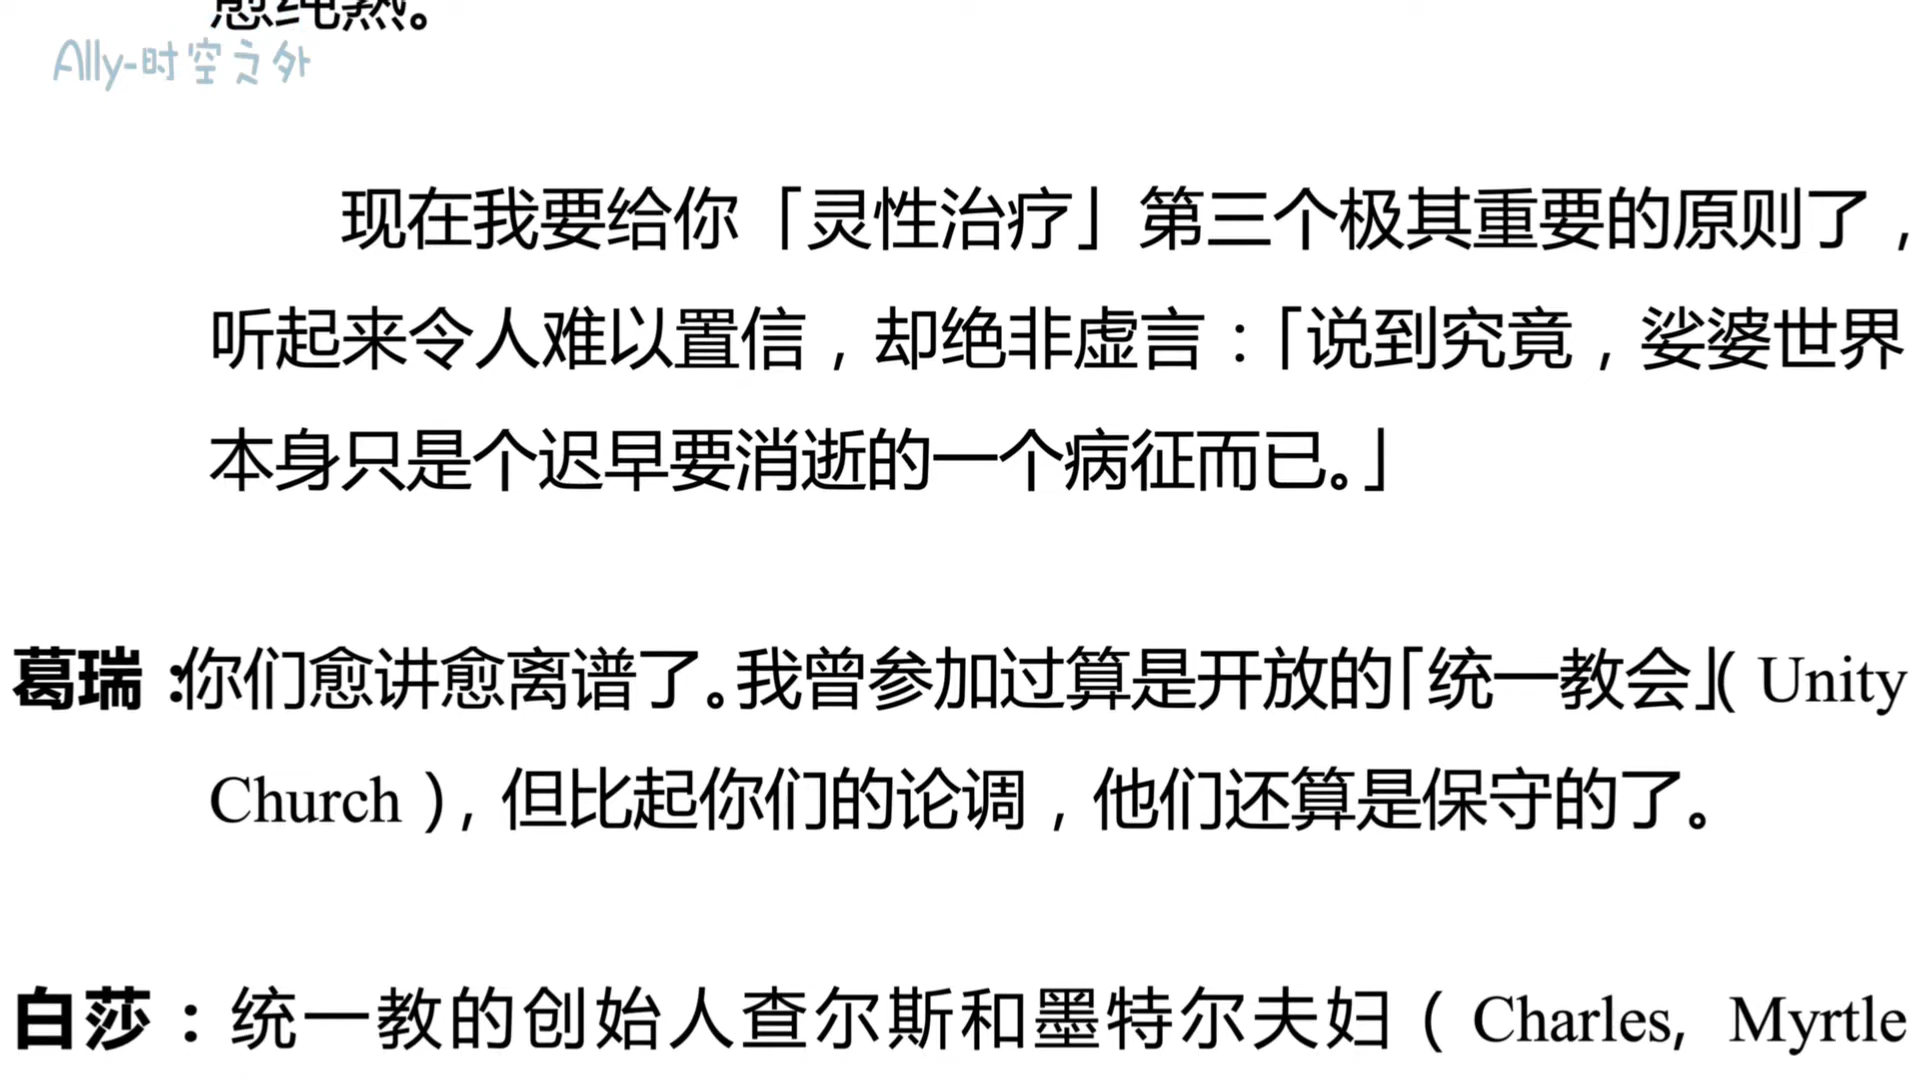 愈纯熟。
Ally-时空之外
现在我要给你「灵性治疗」第三个极其重要的原则了，
听起来令人难以置信，却绝非虚言：「说到究竟，娑婆世界
本身只是个迟早要消逝的一个病征而已。」
葛瑞：你们愈讲愈离谱了。我曾参加过算是开放的「统一教会」( Unity
Church )，但比起你们的论调，他们还算是保守的了。
白莎：统一教的创始人查尔斯和墨特尔夫妇( Charles, Myrtle